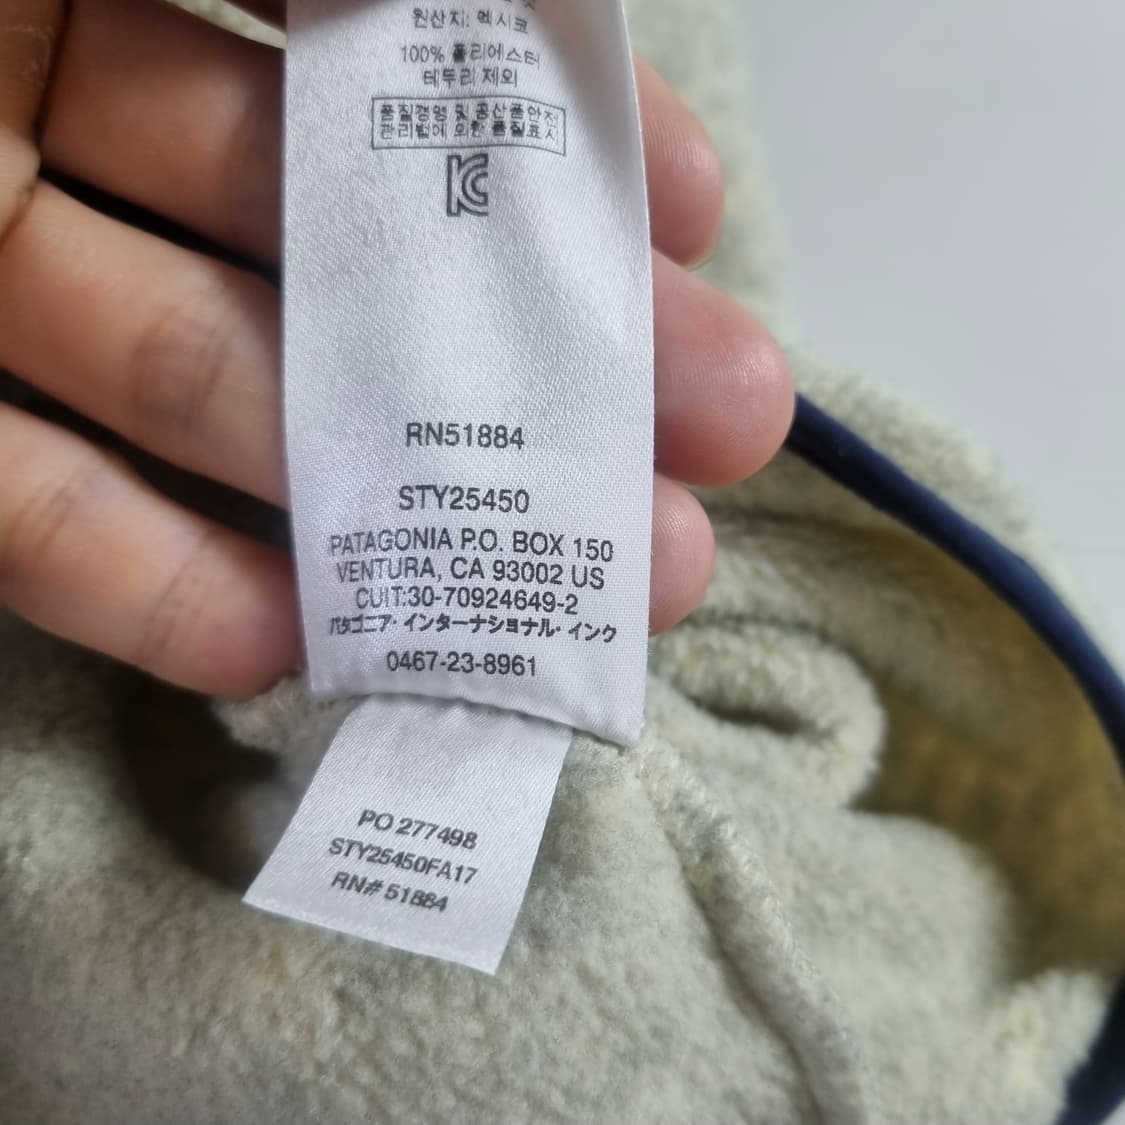 원산지: 멕시코
100% 폴리에스터
테두리 제외
품질경영 및 공산품안전
관리법에 의한 품질표시
RN51884
STY25450
PATAGONIA P.O. BOX 150
VENTURA, CA 93002 US
CUIT:30-70924649-2
パタゴニア・インターナショナル・インク
0467-23-8961
PO 277498
STY25450FA17
RN# 51884